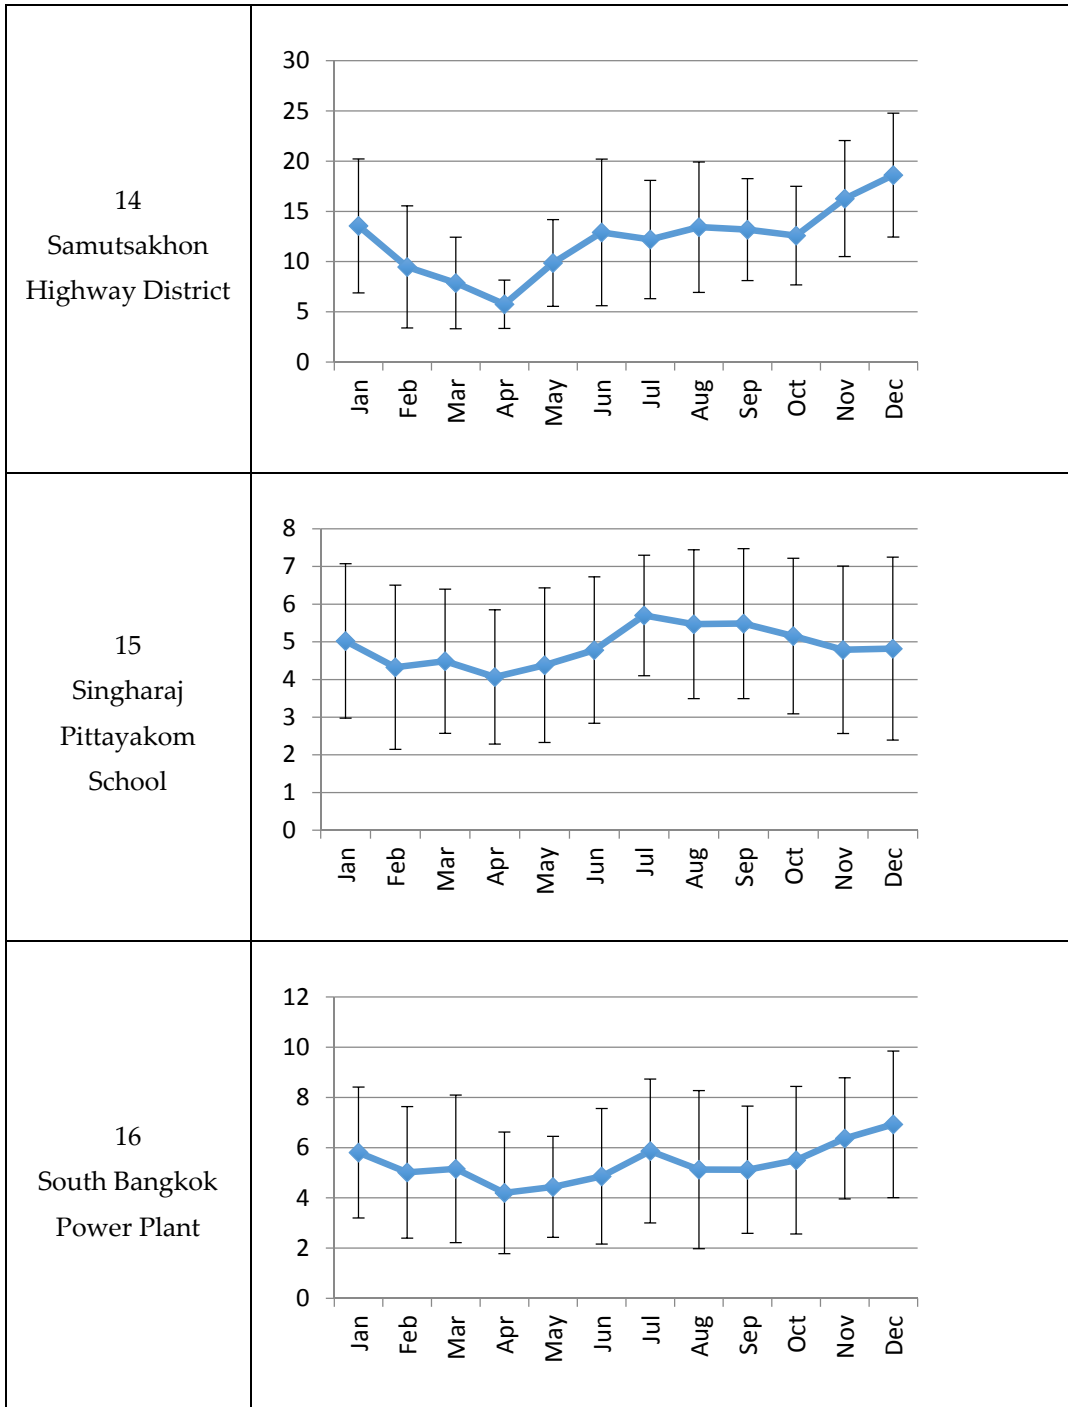 14
Samutsakhon
Highway District
30
25
20
15
10
5
0
Jan
Feb
Mar
Apr
May
Jun
Jul
Aug
Sep
Oct
Nov
Dec
15
Singharaj
Pittayakom
School
8
7
6
5
4
3
2
1
0
Jan
Feb
Mar
Apr
May
Jun
Jul
Aug
Sep
Oct
Nov
Dec
16
South Bangkok
Power Plant
12
10
8
6
4
2
0
Jan
Feb
Mar
Apr
May
Jun
Jul
Aug
Sep
Oct
Nov
Dec